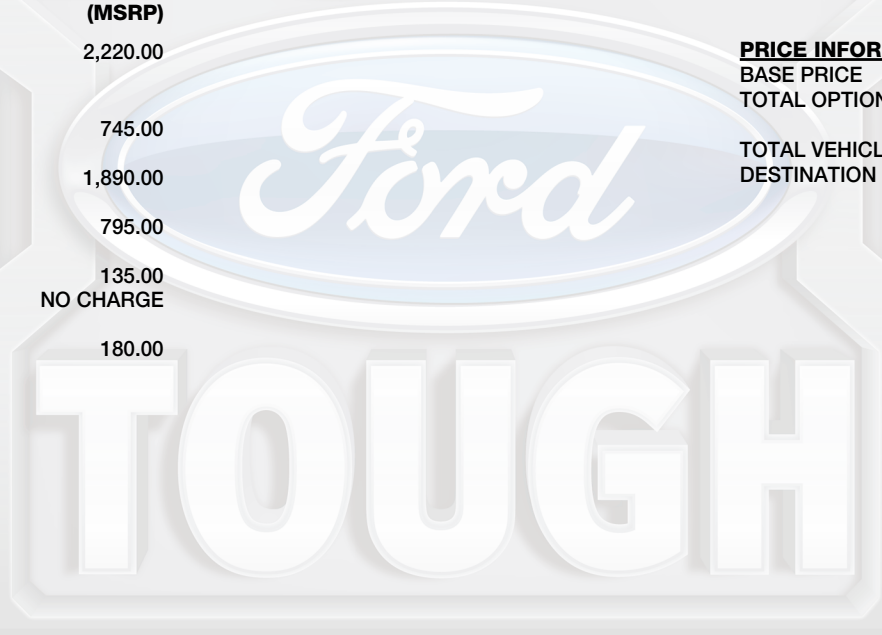 (MSRP)
2,220.00
745.00
1,890.00
795.00
135.00
NO CHARGE
180.00
PRICE INFOR
BASE PRICE
TOTAL OPTION
TOTAL VEHICL
DESTINATION
Ford
TOUGH